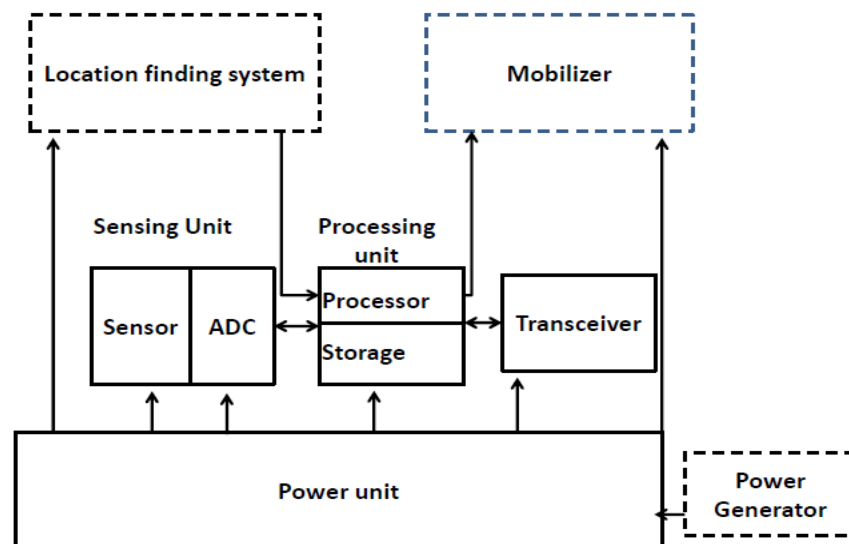 Location finding system
Mobilizer
Sensing Unit
Processing
unit
Sensor
ADC
Processor
Storage
Transceiver
Power unit
Power
Generator